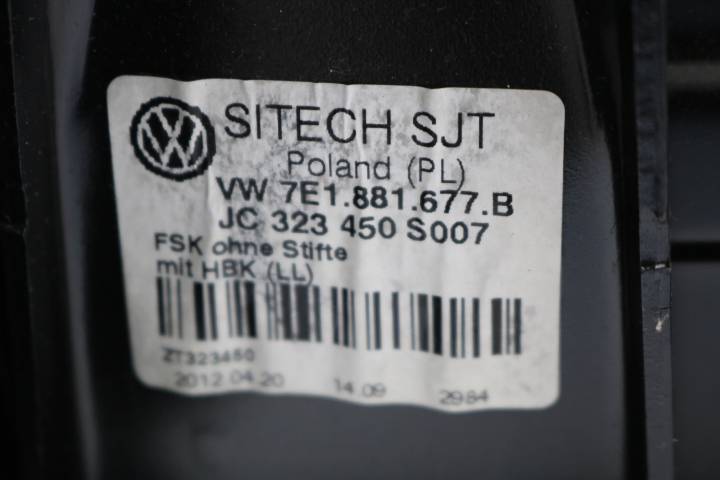 SITECH SJT
Poland (PL)
VW 7E1.881.677.B
JC 323 450 S007
FSK ohne Stifte
mit HBK (LL)
ZT323450
2012 04 20 14.09 2984